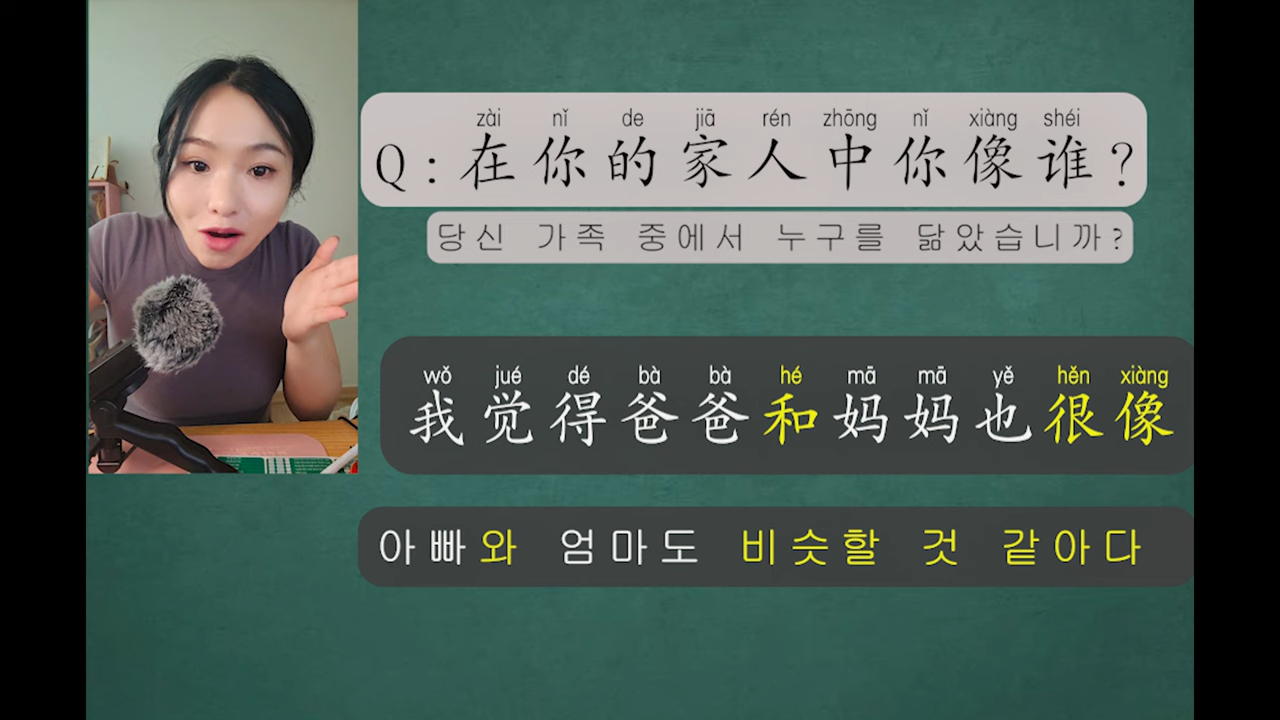 zài nǐ de jiā rén zhōng nǐ xiàng shéi
Q:在你的家人中你像谁?
당신 가족 중에서 누구를 닮았습니까?
wǒ jué dé bà bà hé mā mā yě hěn xiàng
我觉得爸爸和妈妈也很像
아빠와 엄마도 비슷할 것 같아다